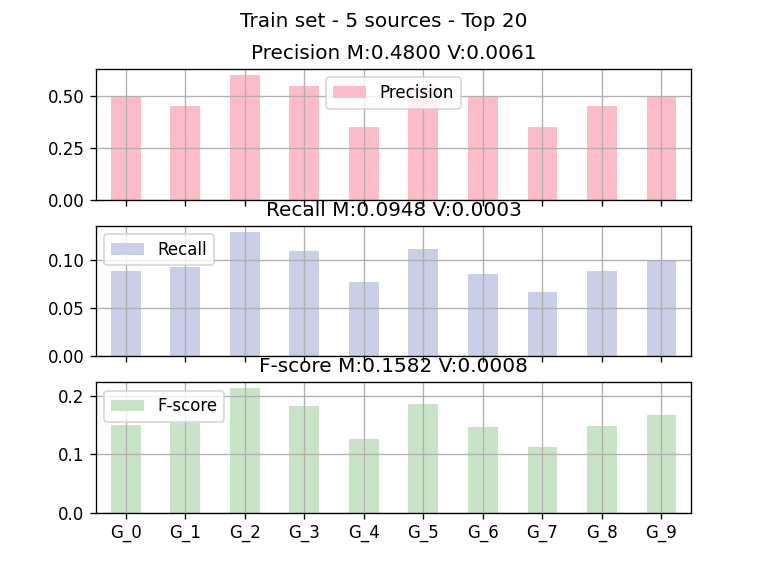 Train set - 5 sources - Top 20
Precision M:0.4800 V:0.0061
0.50
0.25
0.00
Precision
Recall M:0.0948 V:0.0003
0.10
0.05
0.00
Recall
F-score M:0.1582 V:0.0008
0.2
0.1
0.0
F-score
G_0 G_1 G_2 G_3 G_4 G_5 G_6 G_7 G_8 G_9